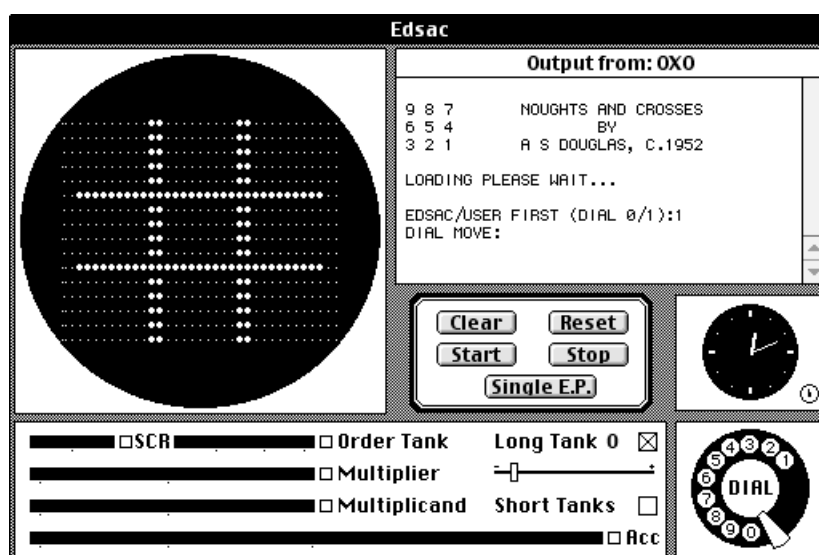 Edsac
Output from: OXO
9 8 7 NOUGHTS AND CROSSES
6 5 4 BY
3 2 1 A S DOUGLAS, C.1952
LOADING PLEASE WAIT...
EDSAC/USER FIRST (DIAL 0/1):1
DIAL MOVE:
Clear Reset
Start Stop
Single E.P.
SCR Order Tank Long Tank 0
Multiplier
- +
Multiplicand Short Tanks
Acc
1 2 3 4 5 6 7 8 9 0
DIAL